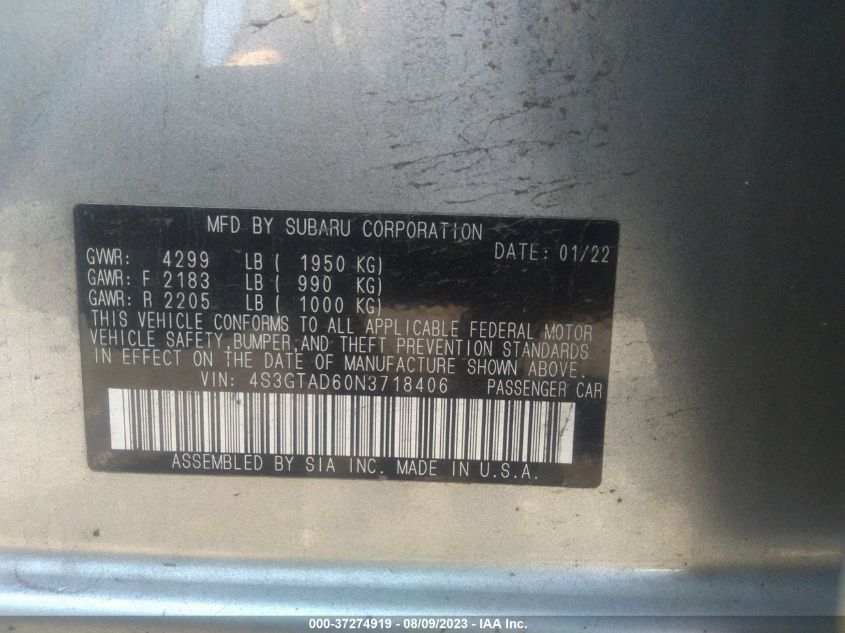 MFD BY SUBARU CORPORATION
DATE: 01/22
GVWR: 4299 LB ( 1950 KG)
GAWR: F 2183 LB ( 990 KG)
GAWR: R 2205 LB ( 1000 KG)
THIS VEHICLE CONFORMS TO ALL APPLICABLE FEDERAL MOTOR
VEHICLE SAFETY,BUMPER,AND THEFT PREVENTION STANDARDS
IN EFFECT ON THE DATE OF MANUFACTURE SHOWN ABOVE.
VIN: 4S3GTAD60N3718406 PASSENGER CAR
ASSEMBLED BY SIA INC. MADE IN U.S.A.
000-37274919 - 08/09/2023 - IAA Inc.